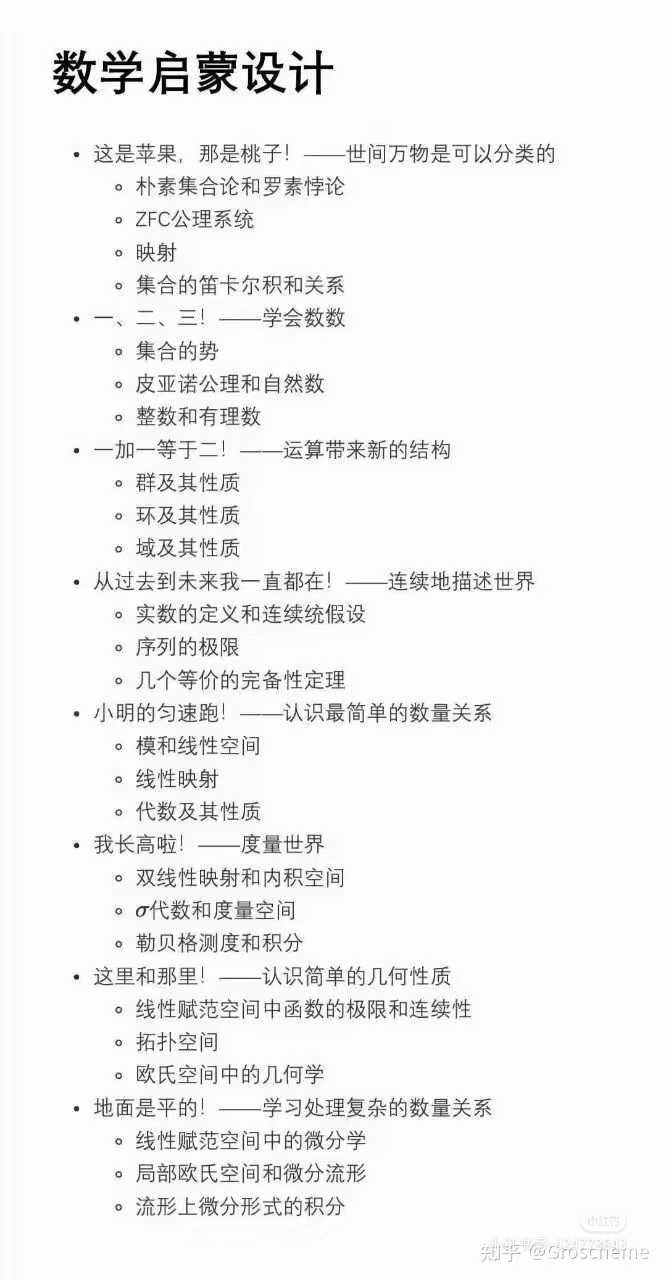 数学启蒙设计
• 这是苹果，那是桃子！——世间万物是可以分类的
◦ 朴素集合论和罗素悖论
◦ ZFC公理系统
◦ 映射
◦ 集合的笛卡尔积和关系
• 一、二、三！——学会数数
◦ 集合的势
◦ 皮亚诺公理和自然数
◦ 整数和有理数
• 一加一等于二！——运算带来新的结构
◦ 群及其性质
◦ 环及其性质
◦ 域及其性质
• 从过去到未来我一直都在！——连续地描述世界
◦ 实数的定义和连续统假设
◦ 序列的极限
◦ 几个等价的完备性定理
• 小明的匀速跑！——认识最简单的数量关系
◦ 模和线性空间
◦ 线性映射
◦ 代数及其性质
• 我长高啦！——度量世界
◦ 双线性映射和内积空间
◦ σ代数和度量空间
◦ 勒贝格测度和积分
• 这里和那里！——认识简单的几何性质
◦ 线性赋范空间中函数的极限和连续性
◦ 拓扑空间
◦ 欧氏空间中的几何学
• 地面是平的！——学习处理复杂的数量关系
◦ 线性赋范空间中的微分学
◦ 局部欧氏空间和微分流形
◦ 流形上微分形式的积分
小红书
知乎 @Groscheme